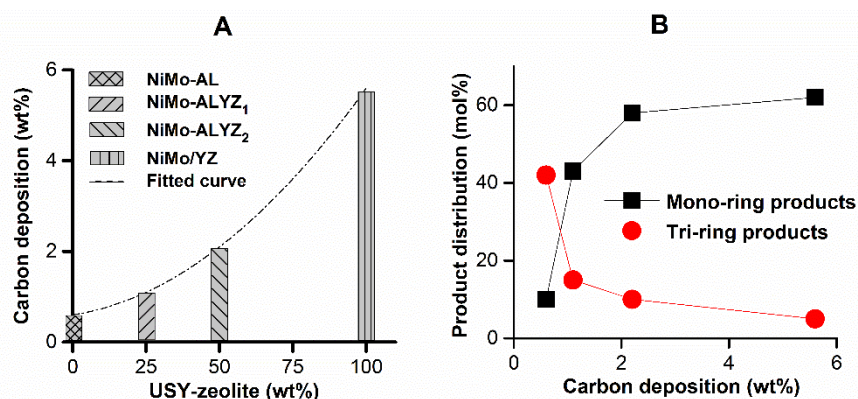 A
Carbon deposition (wt%)
6
4
2
0
NiMo-AL
NiMo-ALYZ₁
NiMo-ALYZ₂
NiMo/YZ
Fitted curve
0 25 50 75 100
USY-zeolite (wt%)
B
Product distribution (mol%)
60
40
20
0
Mono-ring products
Tri-ring products
0 2 4 6
Carbon deposition (wt%)